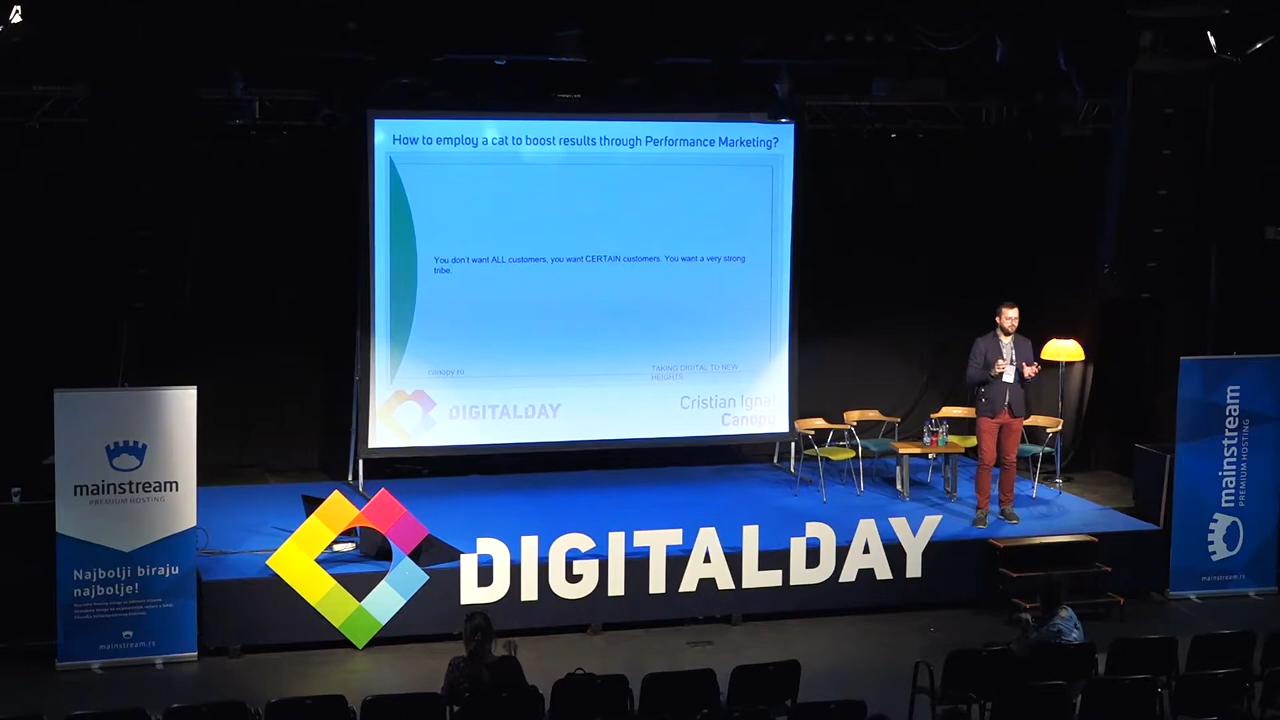 How to employ a cat to boost results through Performance Marketing?
You don't want ALL customers, you want CERTAIN customers. You want a very strong
tribe.
canopy.ro
TAKING DIGITAL TO NEW
HEIGHTS
DIGITALDAY
Cristian Ignat
Canopy
mainstream
PREMIUM HOSTING
Najbolji biraju
najbolje!
mainstream.rs
DIGITALDAY
mainstream
PREMIUM HOSTING
mainstream.rs